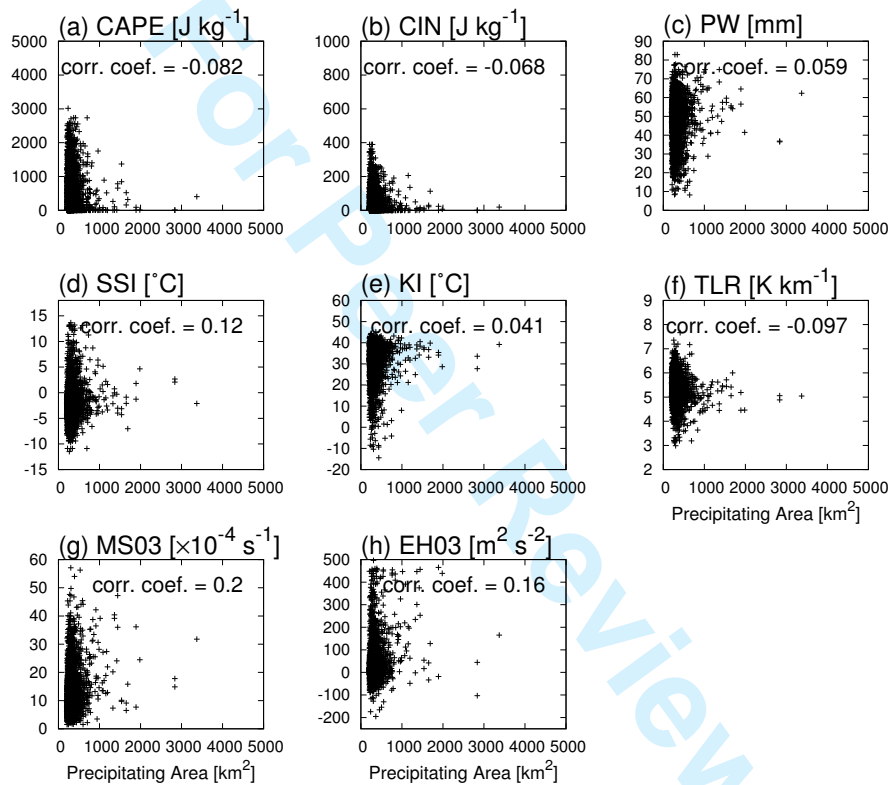 (a) CAPE [J kg-1]
corr. coef. = -0.082
5000
4000
3000
2000
1000
0
0 1000 2000 3000 4000 5000
(b) CIN [J kg-1]
corr. coef. = -0.068
1000
800
600
400
200
0
0 1000 2000 3000 4000 5000
(c) PW [mm]
corr. coef. = 0.059
90
80
70
60
50
40
30
20
10
0
0 1000 2000 3000 4000 5000
(d) SSI [˚C]
corr. coef. = 0.12
15
10
5
0
-5
-10
-15
0 1000 2000 3000 4000 5000
(e) KI [˚C]
corr. coef. = 0.041
60
50
40
30
20
10
0
-10
-20
0 1000 2000 3000 4000 5000
(f) TLR [K km-1]
corr. coef. = -0.097
9
8
7
6
5
4
3
2
0 1000 2000 3000 4000 5000
Precipitating Area [km2]
(g) MS03 [×10-4 s-1]
corr. coef. = 0.2
60
50
40
30
20
10
0
0 1000 2000 3000 4000 5000
Precipitating Area [km2]
(h) EH03 [m2 s-2]
corr. coef. = 0.16
500
400
300
200
100
0
-100
-200
0 1000 2000 3000 4000 5000
Precipitating Area [km2]
For Peer Review